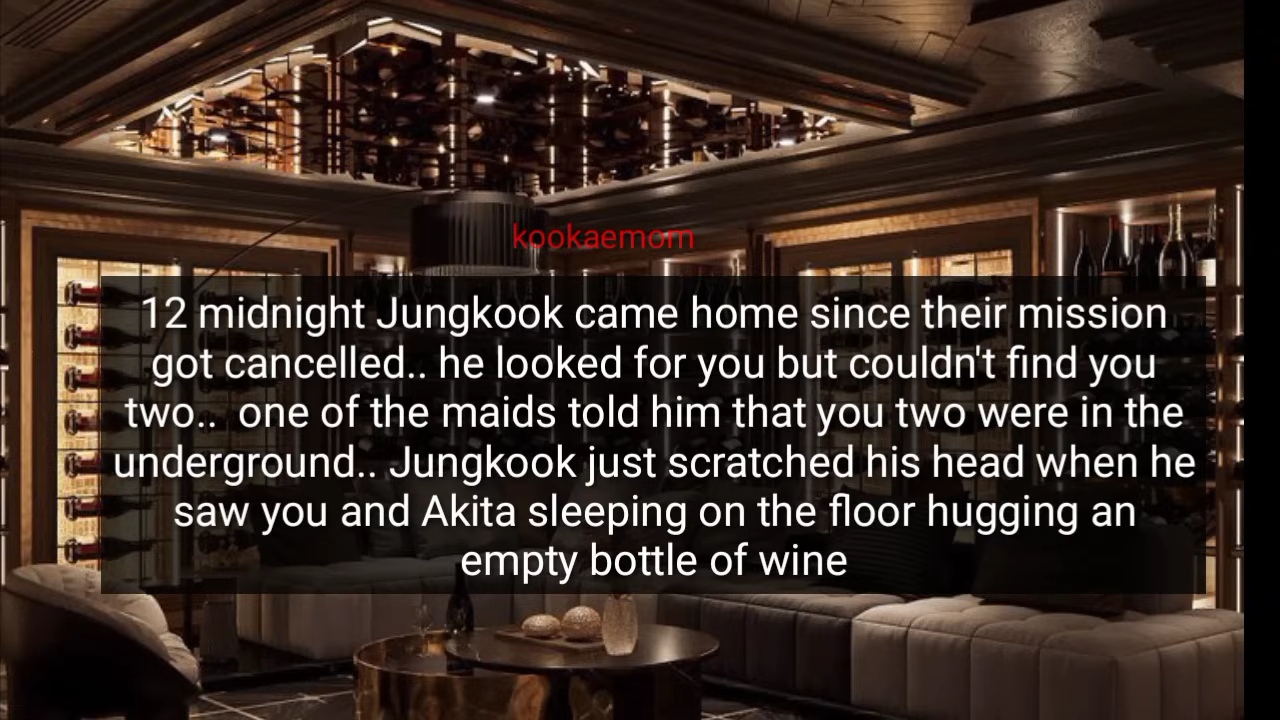 kookaemom
12 midnight Jungkook came home since their mission
got cancelled.. he looked for you but couldn't find you
two..  one of the maids told him that you two were in the
underground.. Jungkook just scratched his head when he
saw you and Akita sleeping on the floor hugging an
empty bottle of wine